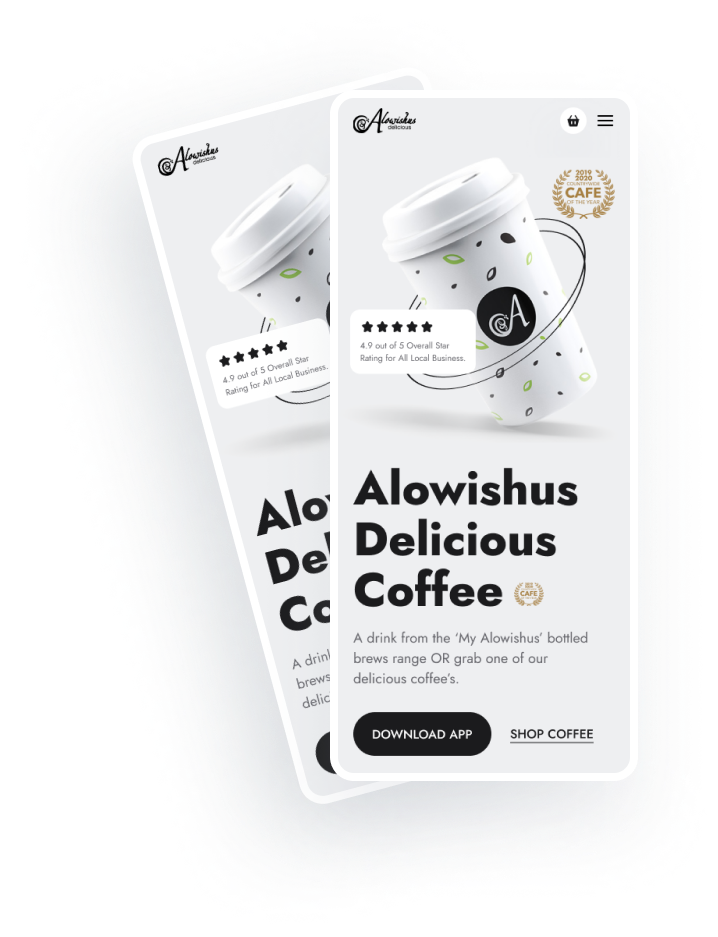 Alowishus
delicious
Alowishus
delicious
2019
2020
COUNTRYWIDE
CAFE
OF THE YEAR
A
4.9 out of 5 Overall Star
Rating for All Local Business.
4.9 out of 5 Overall Star
Rating for All Local Business.
Alowishus
Delicious
Coffee
CAFE
A drink from the ‘My Alowishus’ bottled
brews range OR grab one of our
delicious coffee’s.
DOWNLOAD APP
SHOP COFFEE
Alo
Del
Co
A drink
brews
delic